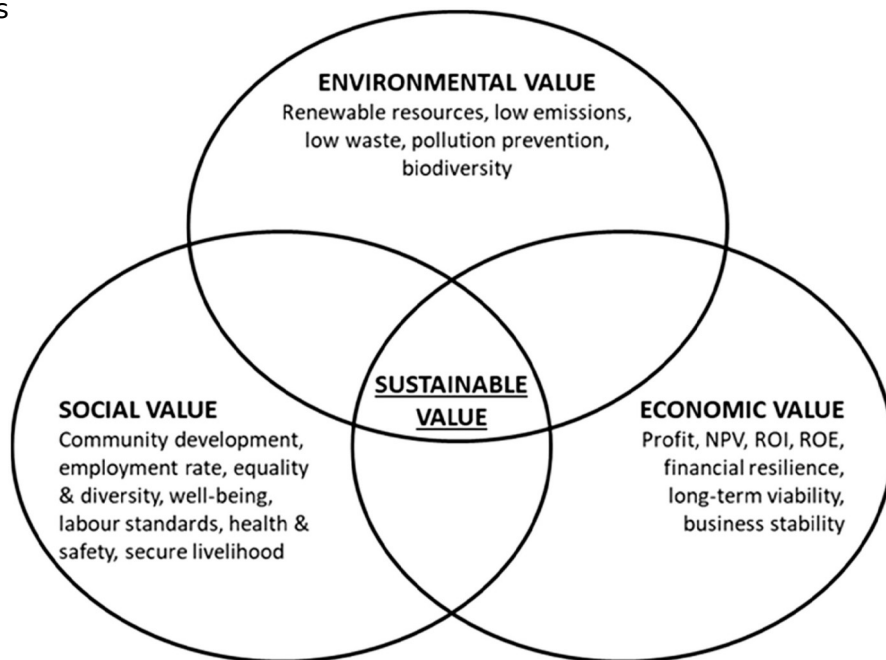 s
ENVIRONMENTAL VALUE
Renewable resources, low emissions,
low waste, pollution prevention,
biodiversity
SUSTAINABLE
VALUE
SOCIAL VALUE
Community development,
employment rate, equality
& diversity, well-being,
labour standards, health &
safety, secure livelihood
ECONOMIC VALUE
Profit, NPV, ROI, ROE,
financial resilience,
long-term viability,
business stability